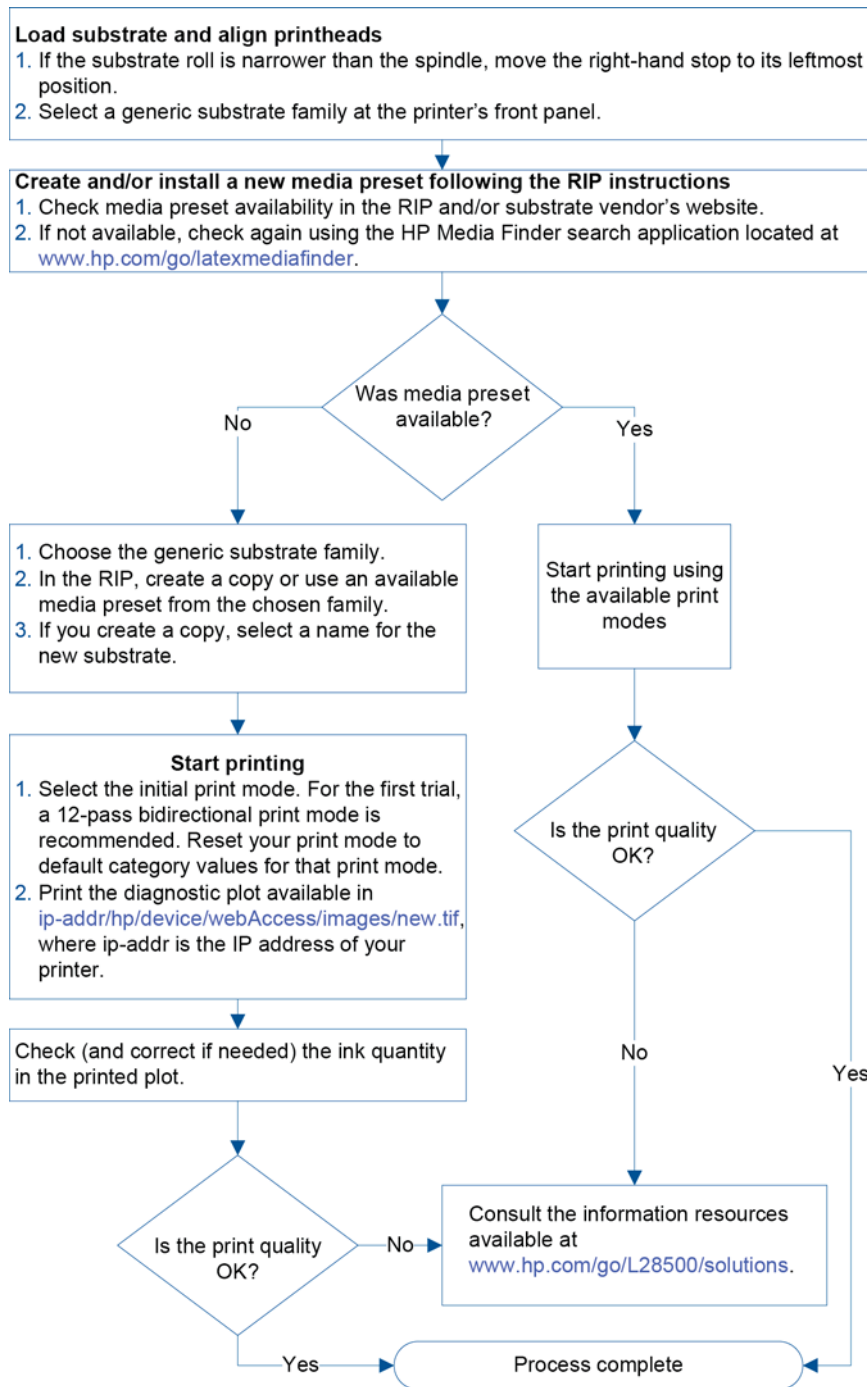 Load substrate and align printheads
1. If the substrate roll is narrower than the spindle, move the right-hand stop to its leftmost
position.
2. Select a generic substrate family at the printer's front panel.
Create and/or install a new media preset following the RIP instructions
1. Check media preset availability in the RIP and/or substrate vendor's website.
2. If not available, check again using the HP Media Finder search application located at
www.hp.com/go/latexmediafinder.
Was media preset
available?
No
Yes
1. Choose the generic substrate family.
2. In the RIP, create a copy or use an available
media preset from the chosen family.
3. If you create a copy, select a name for the
new substrate.
Start printing using
the available print
modes
Start printing
1. Select the initial print mode. For the first trial,
a 12-pass bidirectional print mode is
recommended. Reset your print mode to
default category values for that print mode.
2. Print the diagnostic plot available in
ip-addr/hp/device/webAccess/images/new.tif,
where ip-addr is the IP address of your
printer.
Is the print quality
OK?
Check (and correct if needed) the ink quantity
in the printed plot.
No
Yes
Is the print quality
OK?
No
Consult the information resources
available at
www.hp.com/go/L28500/solutions.
Yes
Process complete